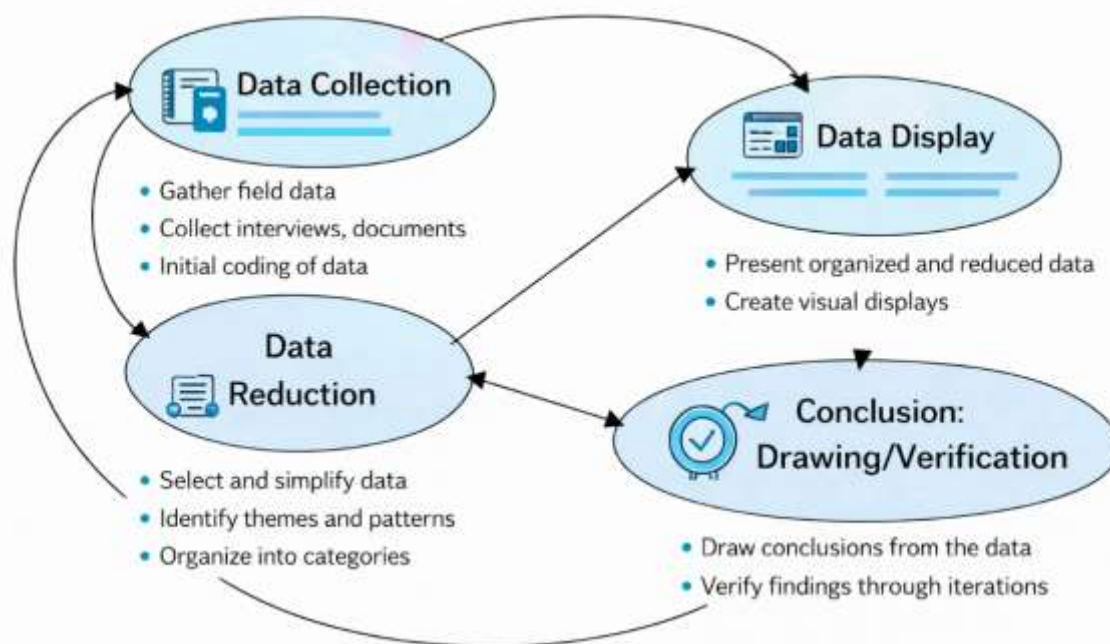 Data Collection
• Gather field data
• Collect interviews, documents
• Initial coding of data
Data Display
• Present organized and reduced data
• Create visual displays
Data
Reduction
• Select and simplify data
• Identify themes and patterns
• Organize into categories
Conclusion:
Drawing/Verification
• Draw conclusions from the data
• Verify findings through iterations